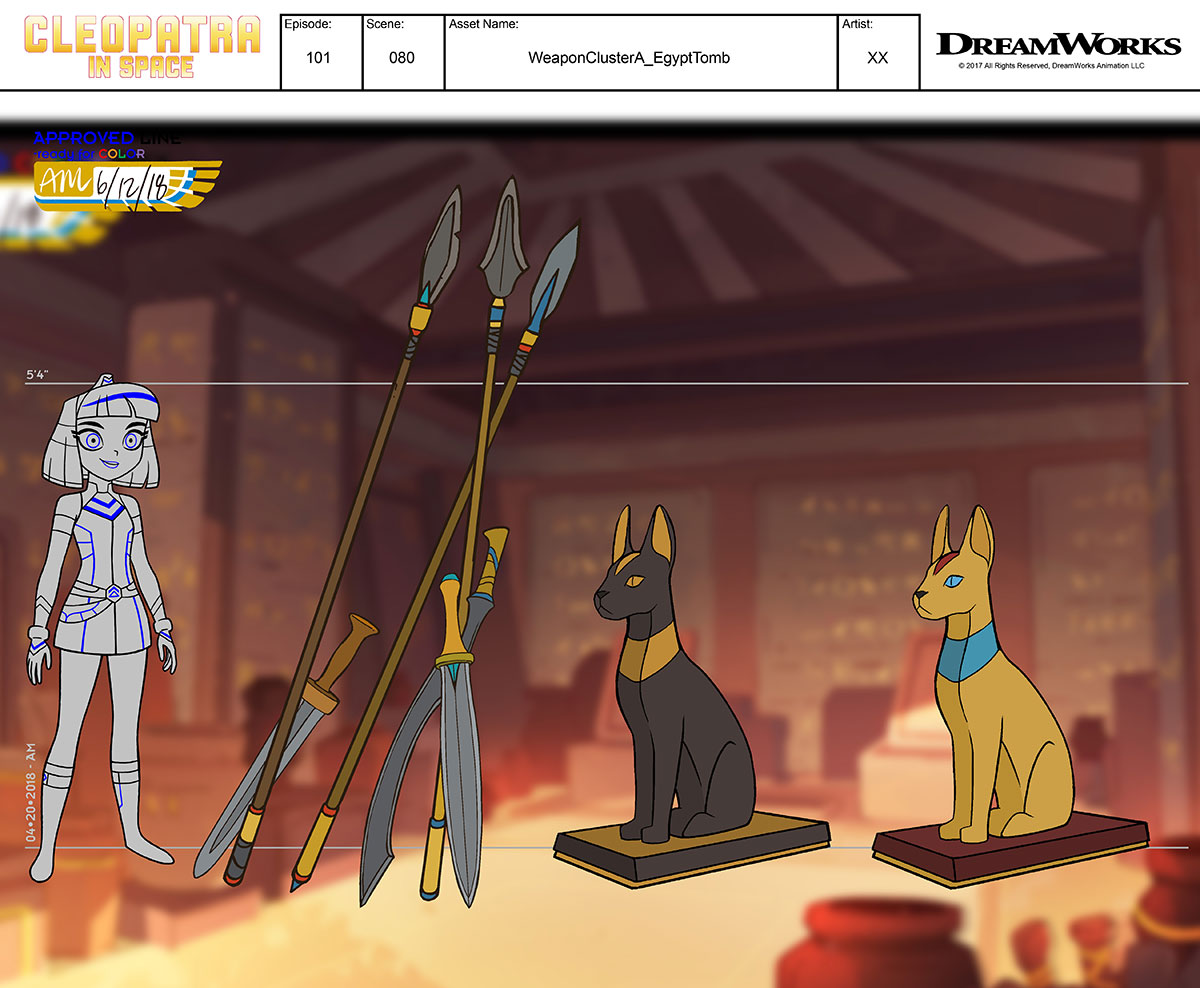 CLEOPATRA
IN SPACE
Episode:
101
Scene:
080
Asset Name:
WeaponClusterA_EgyptTomb
Artist:
XX
DREAMWORKS
© 2017 All Rights Reserved, DreamWorks Animation LLC
APPROVED LINE
ready for COLOR
AM 6/12/18
5'4"
04•20•2018 - AM